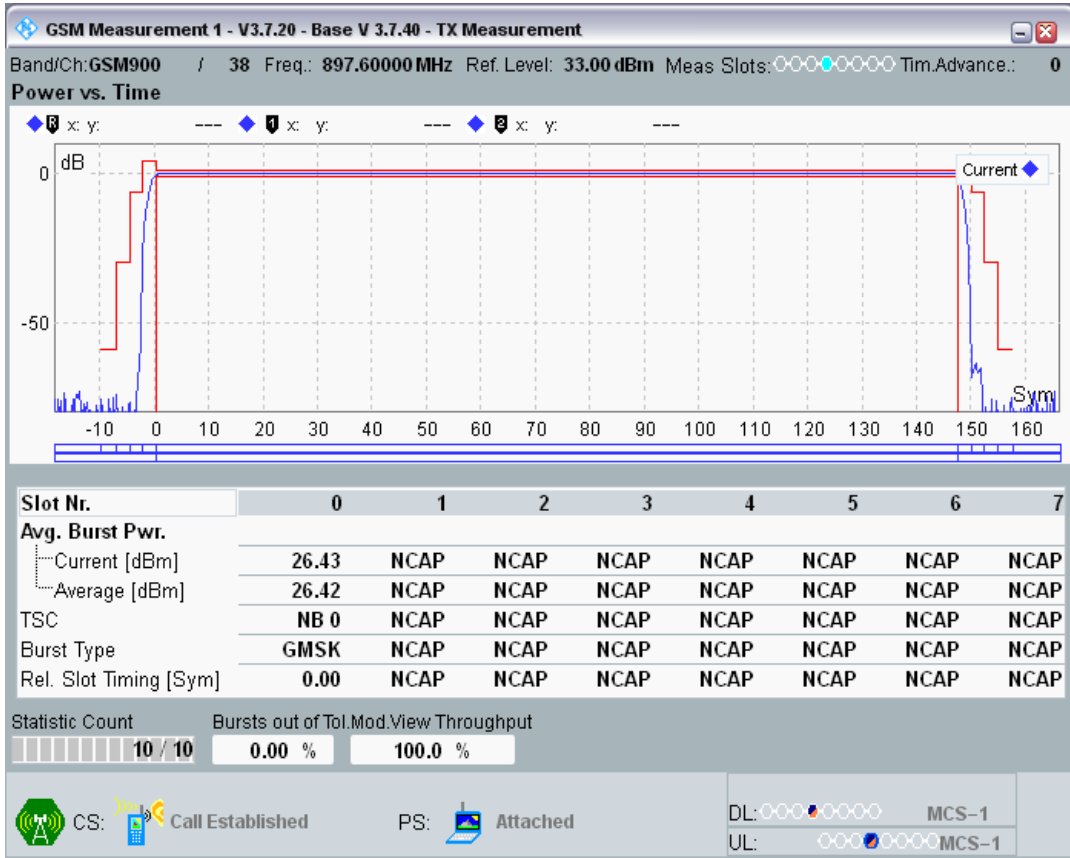 GSM Measurement 1 - V3.7.20 - Base V 3.7.40 - TX Measurement
Band/Ch:GSM900 / 38 Freq.: 897.60000 MHz Ref. Level: 33.00 dBm Meas Slots: Tim.Advance.: 0
Power vs. Time
R x: y: --- 1 x: y: --- 2 x: y: ---
dB
Current
0
-50
Sym
-10 0 10 20 30 40 50 60 70 80 90 100 110 120 130 140 150 160
Slot Nr. 0 1 2 3 4 5 6 7
Avg. Burst Pwr.
Current [dBm] 26.43 NCAP NCAP NCAP NCAP NCAP NCAP NCAP
Average [dBm] 26.42 NCAP NCAP NCAP NCAP NCAP NCAP NCAP
TSC NB 0 NCAP NCAP NCAP NCAP NCAP NCAP NCAP
Burst Type GMSK NCAP NCAP NCAP NCAP NCAP NCAP NCAP
Rel. Slot Timing [Sym] 0.00 NCAP NCAP NCAP NCAP NCAP NCAP NCAP
Statistic Count Bursts out of Tol.Mod.View Throughput
10 / 10 0.00 % 100.0 %
CS: Call Established PS: Attached
DL: MCS-1
UL: MCS-1